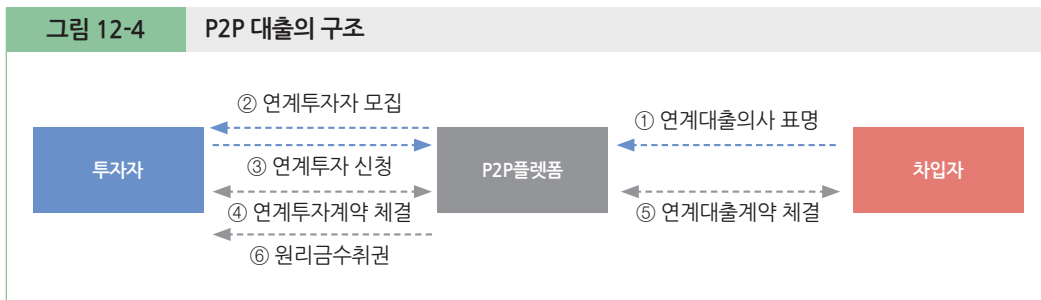 그림 12-4 P2P 대출의 구조
② 연계투자자 모집
① 연계대출의사 표명
투자자
③ 연계투자 신청
P2P플렛폼
차입자
④ 연계투자계약 체결
⑤ 연계대출계약 체결
⑥ 원리금수취권